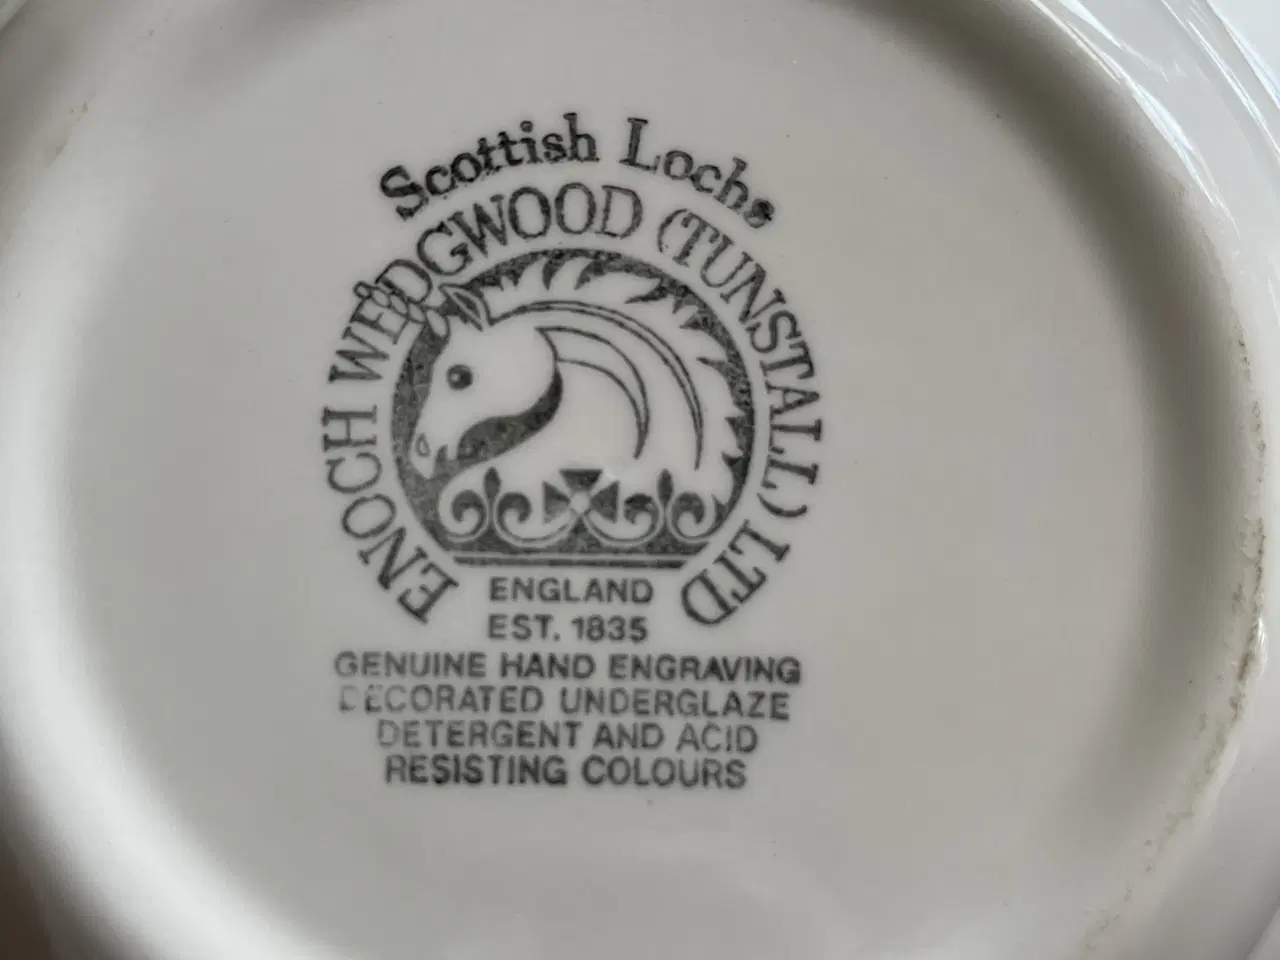 Scottish Lochs
ENOCH WEDGWOOD (TUNSTALL) LTD
ENGLAND
EST. 1835
GENUINE HAND ENGRAVING
DECORATED UNDERGLAZE
DETERGENT AND ACID
RESISTING COLOURS